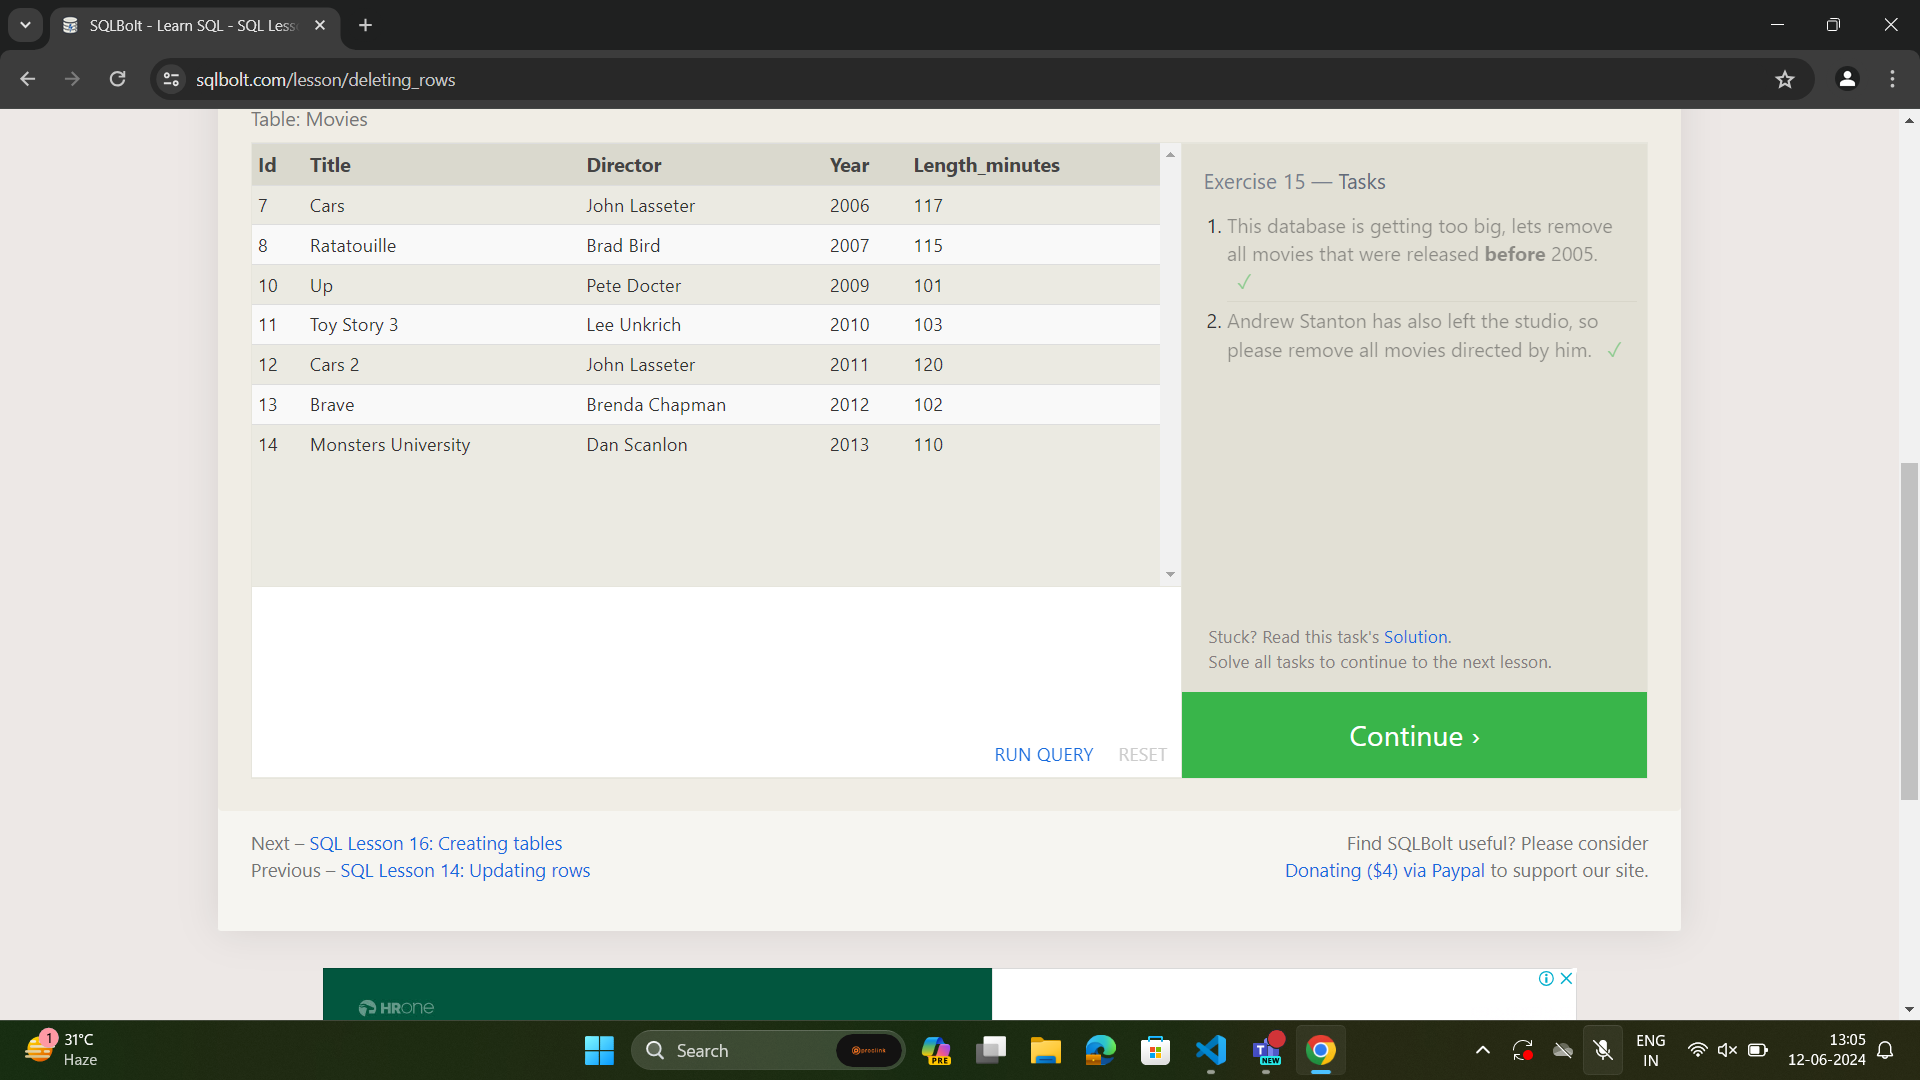 SQLBolt - Learn SQL - SQL Less
sqlbolt.com/lesson/deleting_rows
Table: Movies
Id Title Director Year Length_minutes
7 Cars John Lasseter 2006 117
8 Ratatouille Brad Bird 2007 115
10 Up Pete Docter 2009 101
11 Toy Story 3 Lee Unkrich 2010 103
12 Cars 2 John Lasseter 2011 120
13 Brave Brenda Chapman 2012 102
14 Monsters University Dan Scanlon 2013 110
RUN QUERY RESET
Exercise 15 — Tasks
1. This database is getting too big, lets remove
all movies that were released before 2005.
✓
2. Andrew Stanton has also left the studio, so
please remove all movies directed by him. ✓
Stuck? Read this task's Solution.
Solve all tasks to continue to the next lesson.
Continue ›
Next – SQL Lesson 16: Creating tables
Previous – SQL Lesson 14: Updating rows
Find SQLBolt useful? Please consider
Donating ($4) via Paypal to support our site.
HRONE
1
31°C
Haze
Search
proclink
PRE
NEW
ENG
IN
13:05
12-06-2024